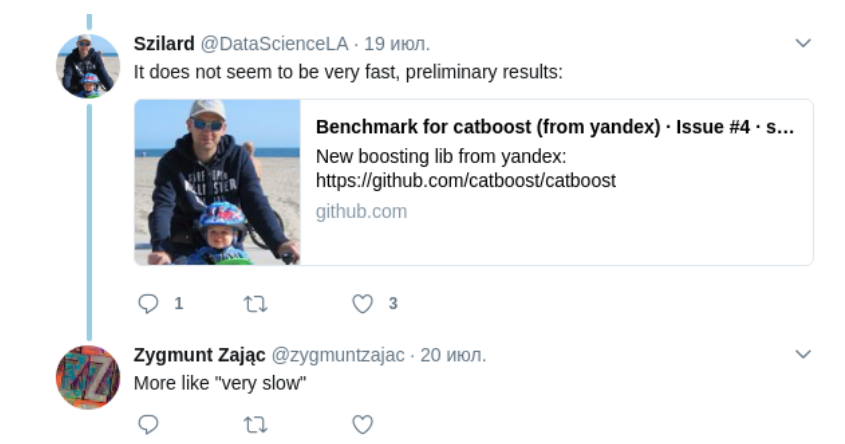 Szilard @DataScienceLA · 19 июл.
It does not seem to be very fast, preliminary results:
Benchmark for catboost (from yandex) · Issue #4 · s...
New boosting lib from yandex:
https://github.com/catboost/catboost
github.com
1 3
Zygmunt Zając @zygmuntzajac · 20 июл.
More like "very slow"